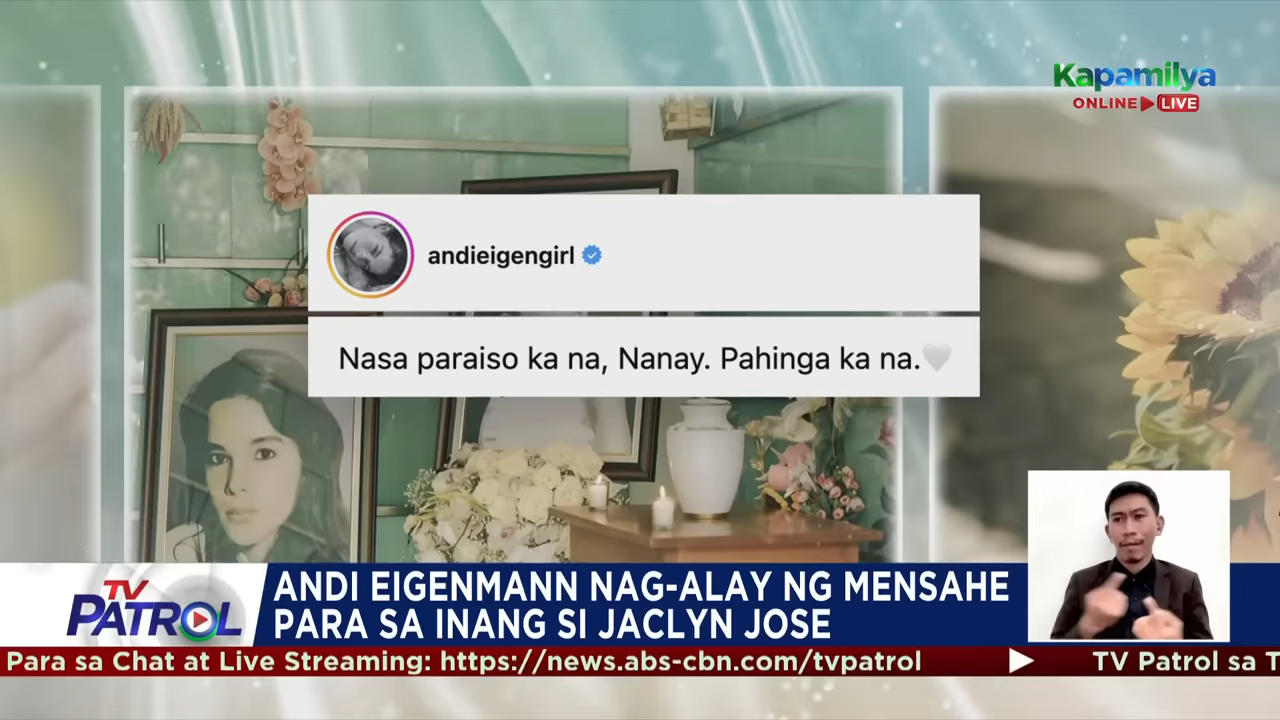 Kapamilya
ONLINE LIVE
andieigengirl
Nasa paraiso ka na, Nanay. Pahinga ka na.🤍
TV PATROL
ANDI EIGENMANN NAG-ALAY NG MENSAHE
PARA SA INANG SI JACLYN JOSE
Para sa Chat at Live Streaming: https://news.abs-cbn.com/tvpatrol
TV Patrol sa T